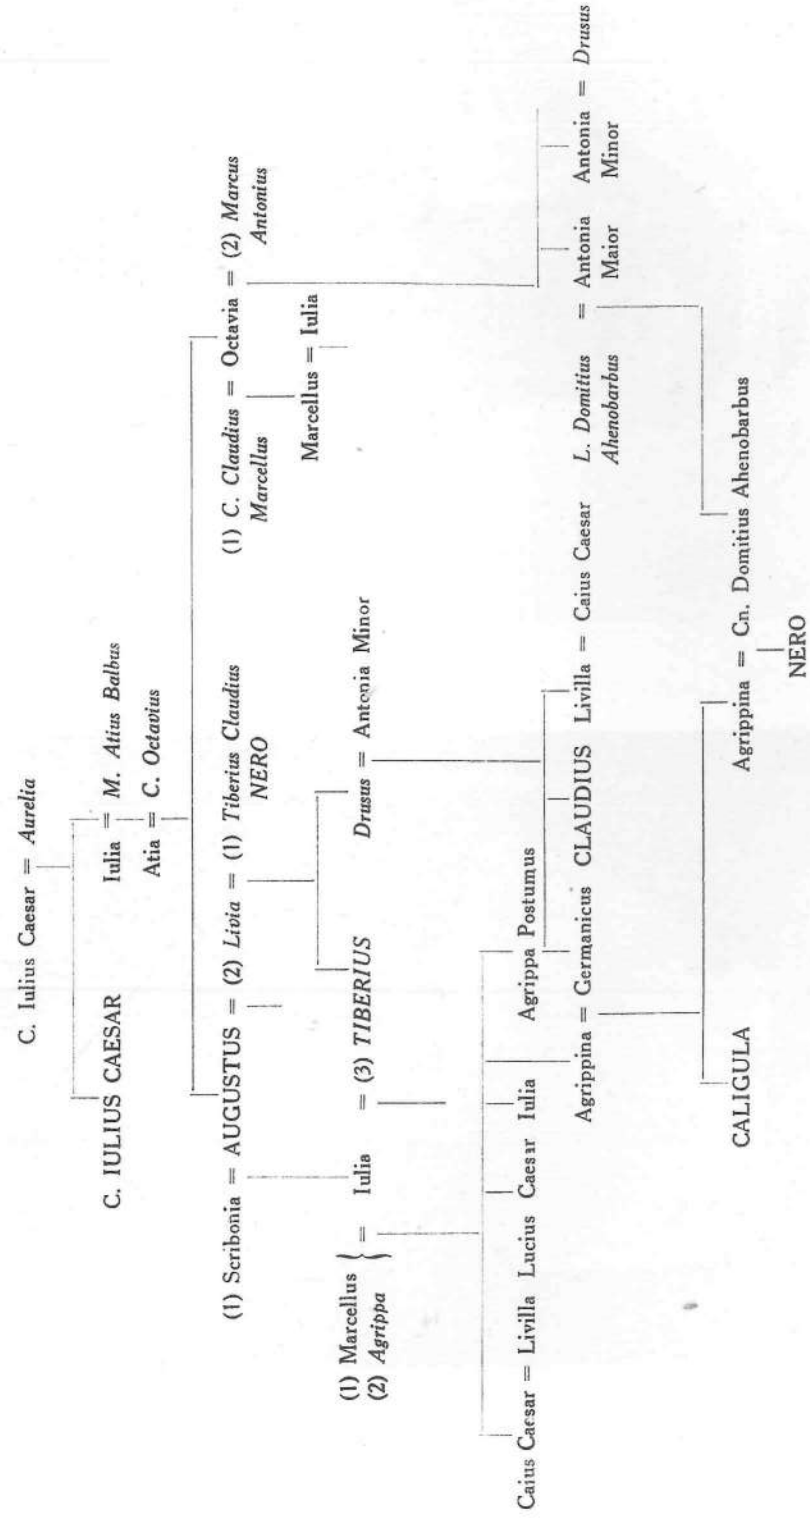 C. Iulius Caesar = Aurelia
C. IULIUS CAESAR Iulia = M. Atius Balbus
Atia = C. Octavius
(1) Scribonia = AUGUSTUS = (2) Livia = (1) Tiberius Claudius (1) C. Claudius = Octavia = (2) Marcus
NERO Marcellus Antonius
Marcellus = Iulia
(1) Marcellus } = Iulia = (3) TIBERIUS Drusus = Antonia Minor
(2) Agrippa
Caius Caesar = Livilla Lucius Caesar Iulia Agrippa Postumus
Agrippina = Germanicus CLAUDIUS Livilla = Caius Caesar L. Domitius = Antonia Antonia = Drusus
Ahenobarbus Maior Minor
CALIGULA Agrippina = Cn. Domitius Ahenobarbus
NERO